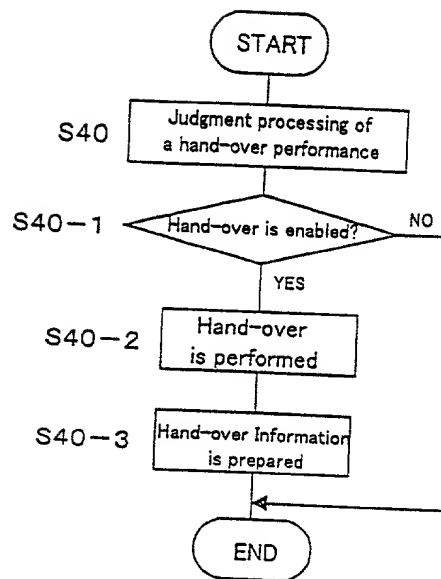 START
S40
Judgment processing of
a hand-over performance
S40-1
Hand-over is enabled?
NO
YES
S40-2
Hand-over
is performed
S40-3
Hand-over Information
is prepared
END